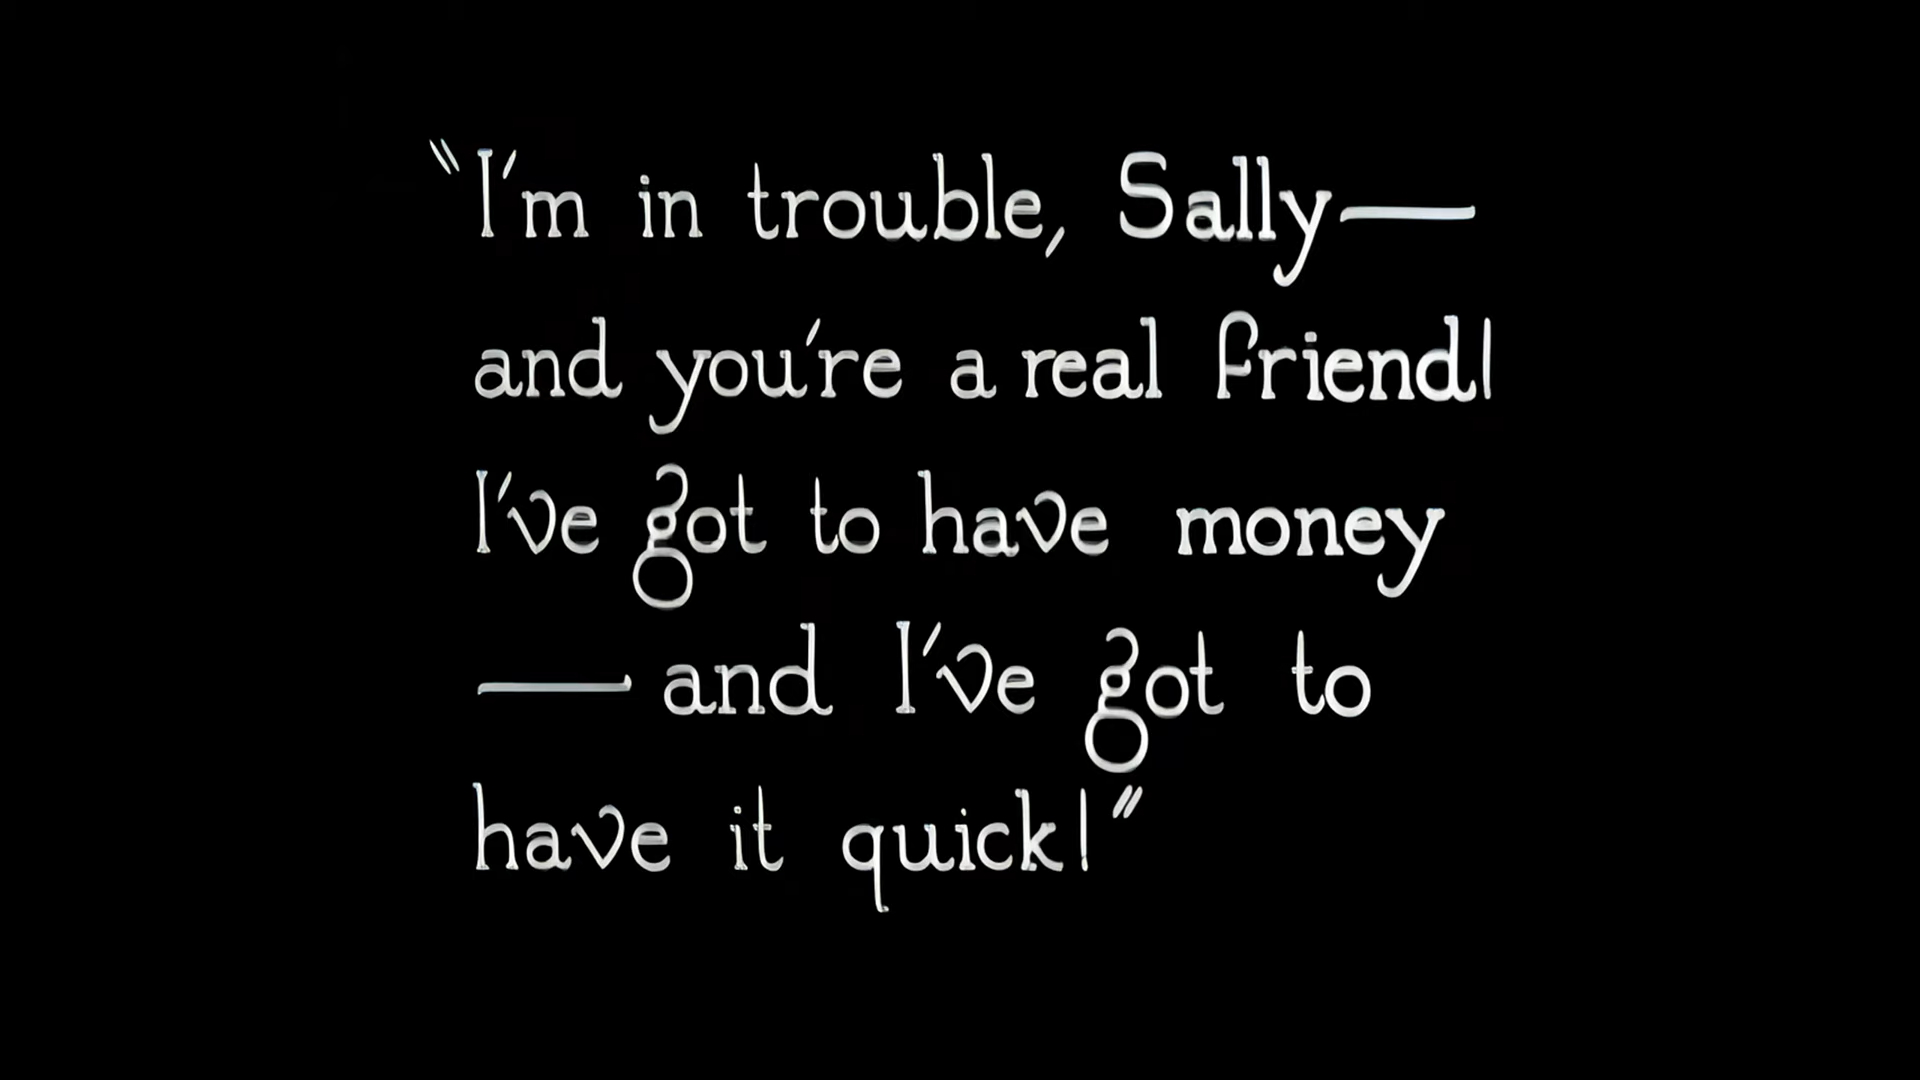 "I'm in trouble, Sally—
and you're a real friend!
I've got to have money
— and I've got to
have it quick!"